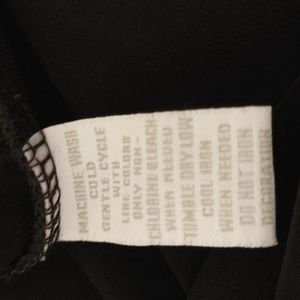 MACHINE WASH
COLD
GENTLE CYCLE
WITH
LIKE COLORS
ONLY NON-
CHLORINE BLEACH
WHEN NEEDED
TUMBLE DRY LOW
COOL IRON
WHEN NEEDED
DO NOT IRON
DECORATION